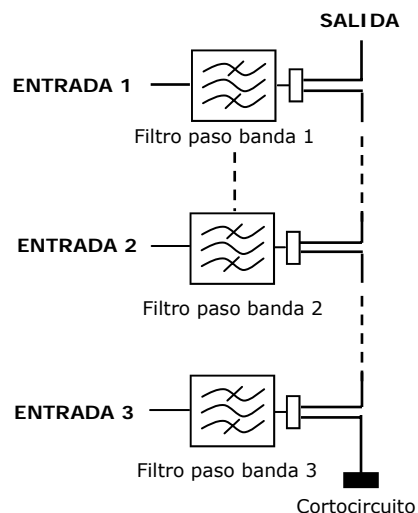 SALIDA
ENTRADA 1
Filtro paso banda 1
ENTRADA 2
Filtro paso banda 2
ENTRADA 3
Filtro paso banda 3
Cortocircuito